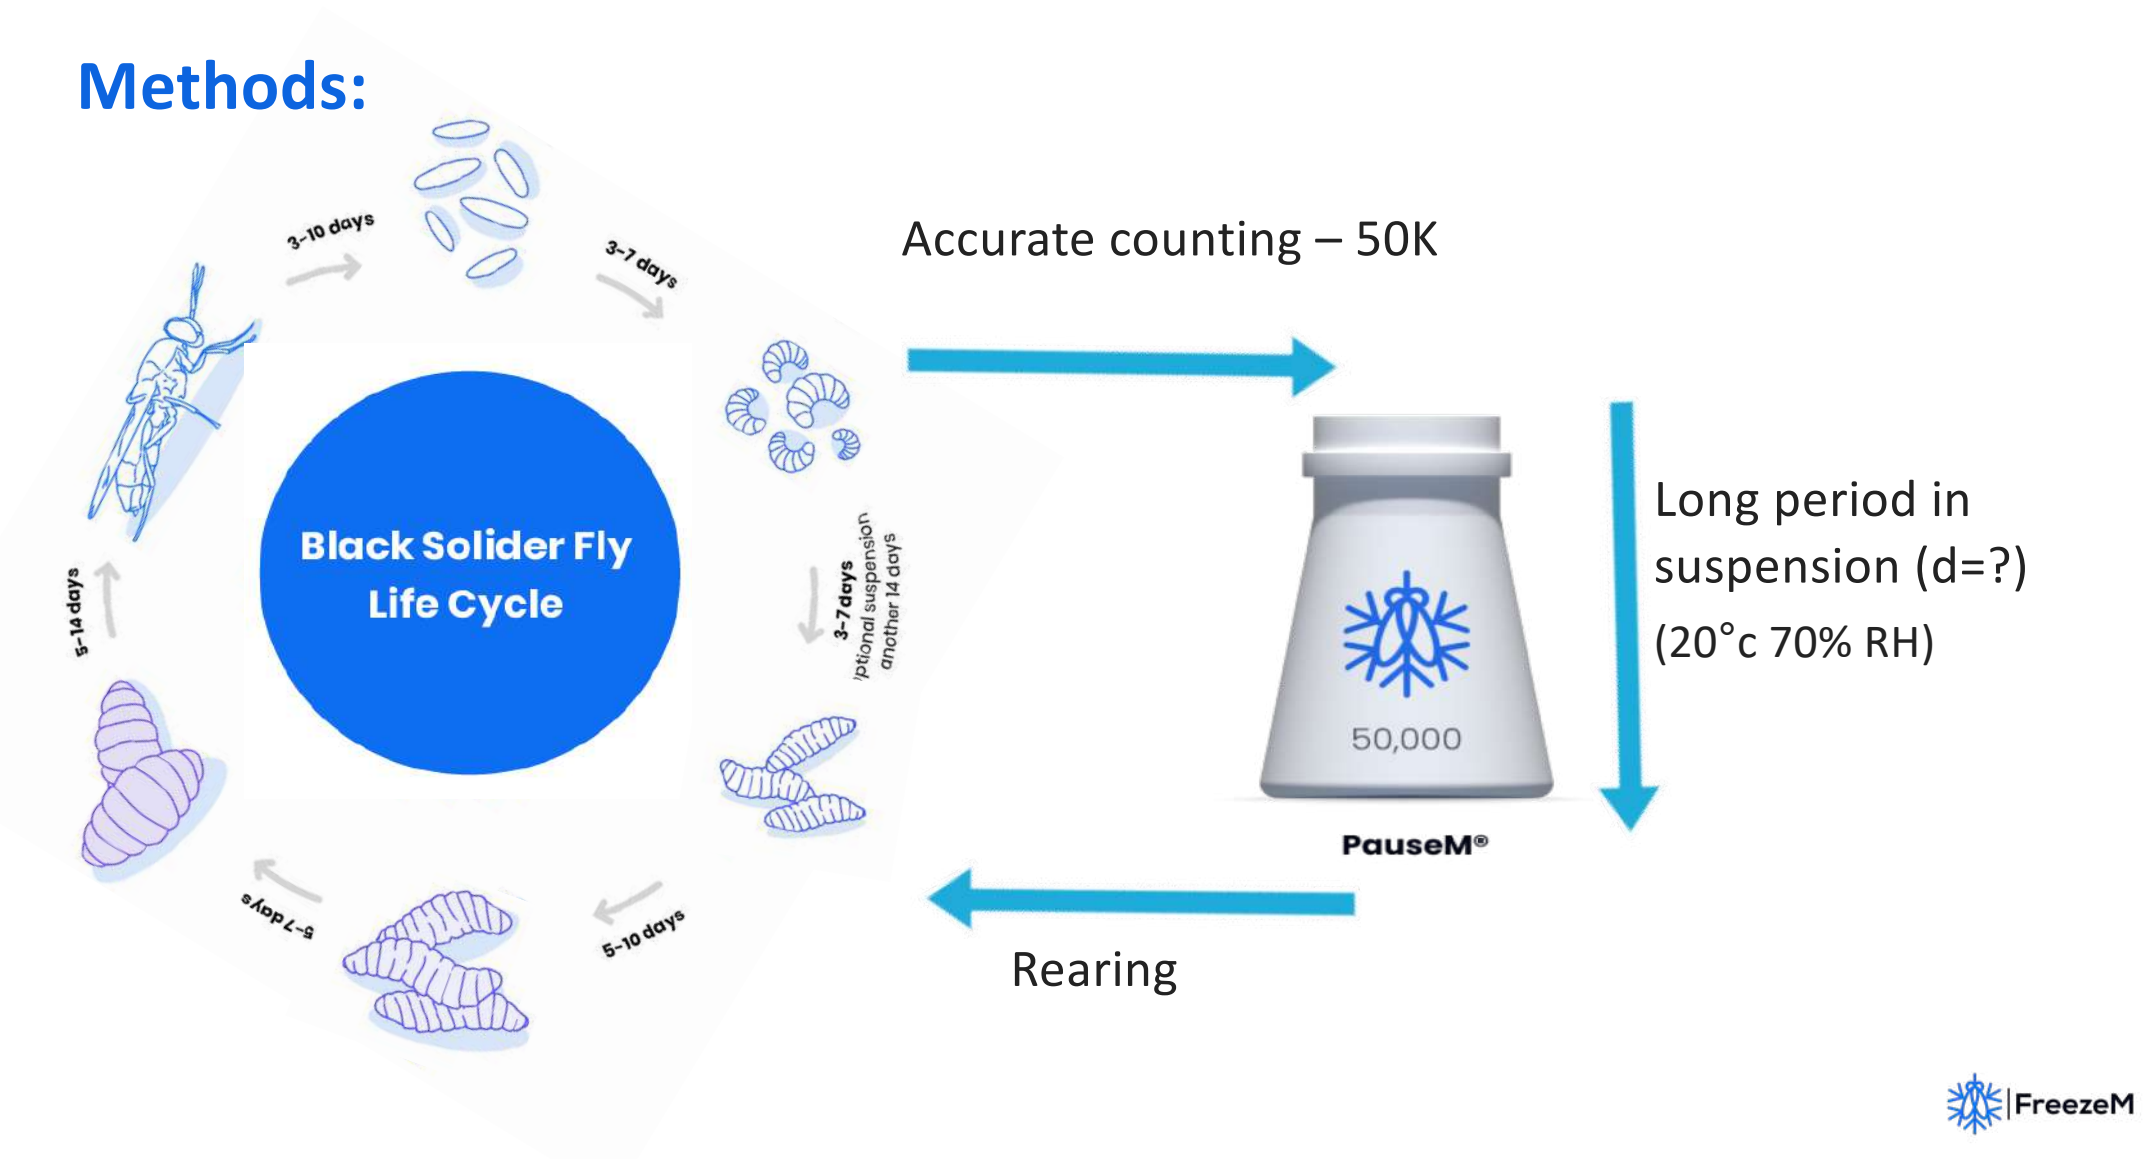 Methods:
3-10 days
3-7 days
Accurate counting – 50K
Black Solider Fly
Life Cycle
3-7 days
ptional suspension
another 14 days
5-14 days
Long period in
suspension (d=?)
(20°c 70% RH)
50,000
PauseM®
5-7 days
5-10 days
Rearing
FreezeM